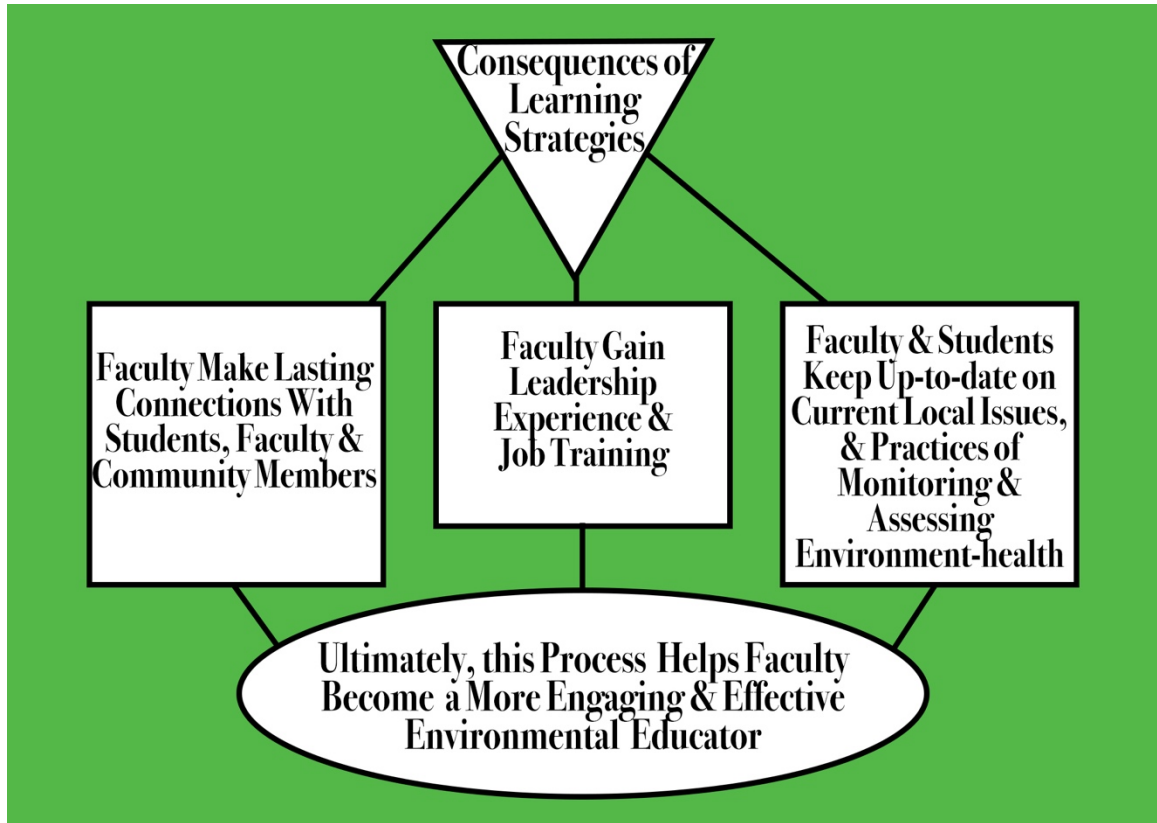 Consequences of
Learning
Strategies
Faculty Make Lasting
Connections With
Students, Faculty &
Community Members
Faculty Gain
Leadership
Experience &
Job Training
Faculty & Students
Keep Up-to-date on
Current Local Issues,
& Practices of
Monitoring &
Assessing
Environment-health
Ultimately, this Process Helps Faculty
Become a More Engaging & Effective
Environmental Educator